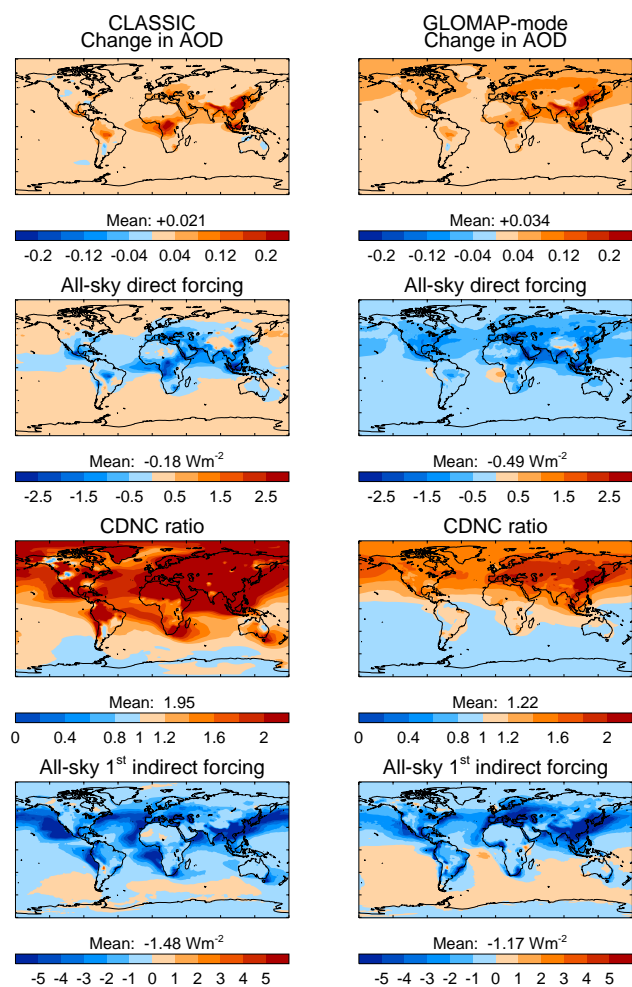 CLASSIC
Change in AOD
GLOMAP-mode
Change in AOD
Mean: +0.021
-0.2 -0.12 -0.04 0.04 0.12 0.2
Mean: +0.034
-0.2 -0.12 -0.04 0.04 0.12 0.2
All-sky direct forcing
All-sky direct forcing
Mean: -0.18 Wm⁻²
-2.5 -1.5 -0.5 0.5 1.5 2.5
Mean: -0.49 Wm⁻²
-2.5 -1.5 -0.5 0.5 1.5 2.5
CDNC ratio
CDNC ratio
Mean: 1.95
0 0.4 0.8 1 1.2 1.6 2
Mean: 1.22
0 0.4 0.8 1 1.2 1.6 2
All-sky 1ˢᵗ indirect forcing
All-sky 1ˢᵗ indirect forcing
Mean: -1.48 Wm⁻²
-5 -4 -3 -2 -1 0 1 2 3 4 5
Mean: -1.17 Wm⁻²
-5 -4 -3 -2 -1 0 1 2 3 4 5